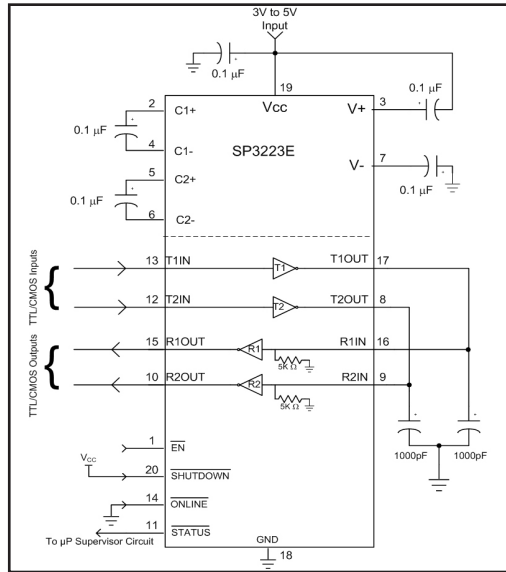 3V to 5V
Input
0.1 μF
19
Vcc
2
C1+
V+
3
0.1 μF
0.1 μF
4
C1-
SP3223E
5
C2+
V-
7
0.1 μF
0.1 μF
6
C2-
TTL/CMOS Inputs
13
T1IN
T1
T1OUT
17
12
T2IN
T2
T2OUT
8
TTL/CMOS Outputs
15
R1OUT
R1
R1IN
16
5K Ω
10
R2OUT
R2
R2IN
9
5K Ω
1000pF
1000pF
1
EN
VCC
20
SHUTDOWN
14
ONLINE
11
STATUS
To μP Supervisor Circuit
GND
18